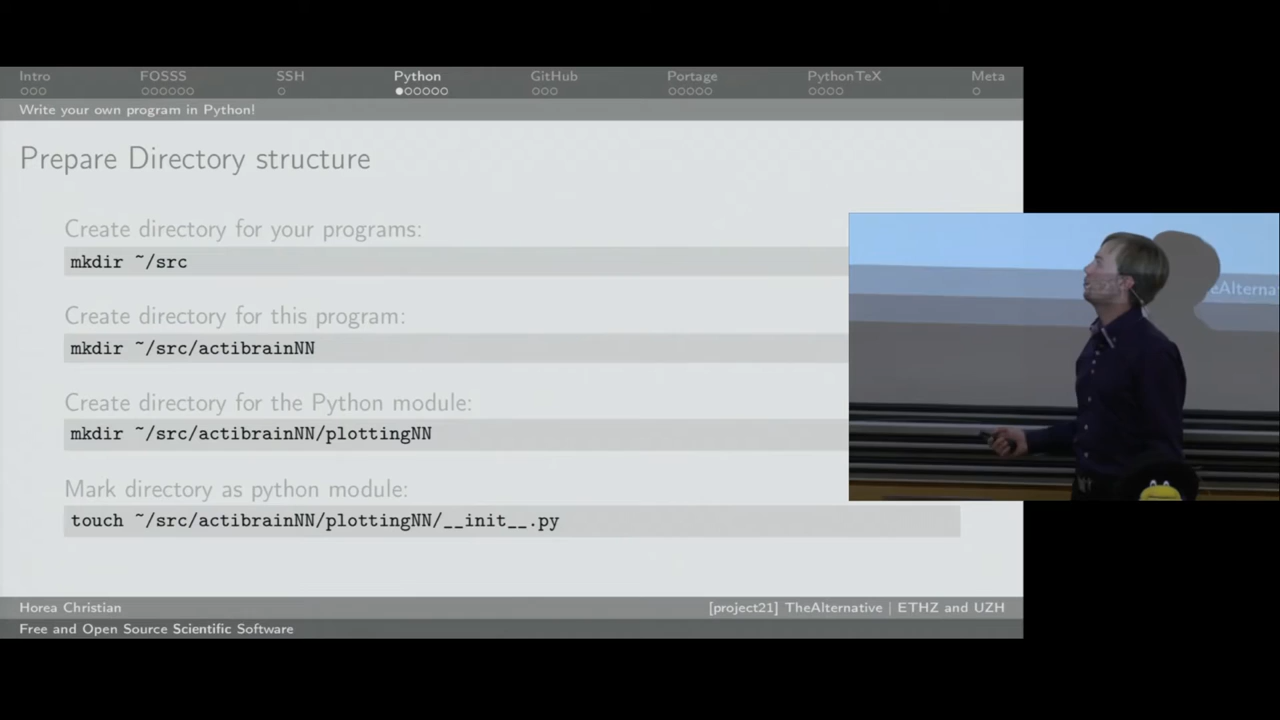 Intro
FOSSS
SSH
Python
GitHub
Portage
PythonTeX
Meta
Write your own program in Python!
Prepare Directory structure
Create directory for your programs:
mkdir ~/src
Create directory for this program:
mkdir ~/src/actibrainNN
Create directory for the Python module:
mkdir ~/src/actibrainNN/plottingNN
Mark directory as python module:
touch ~/src/actibrainNN/plottingNN/__init__.py
eAlterna
Horea Christian
[project21] TheAlternative | ETHZ and UZH
Free and Open Source Scientific Software